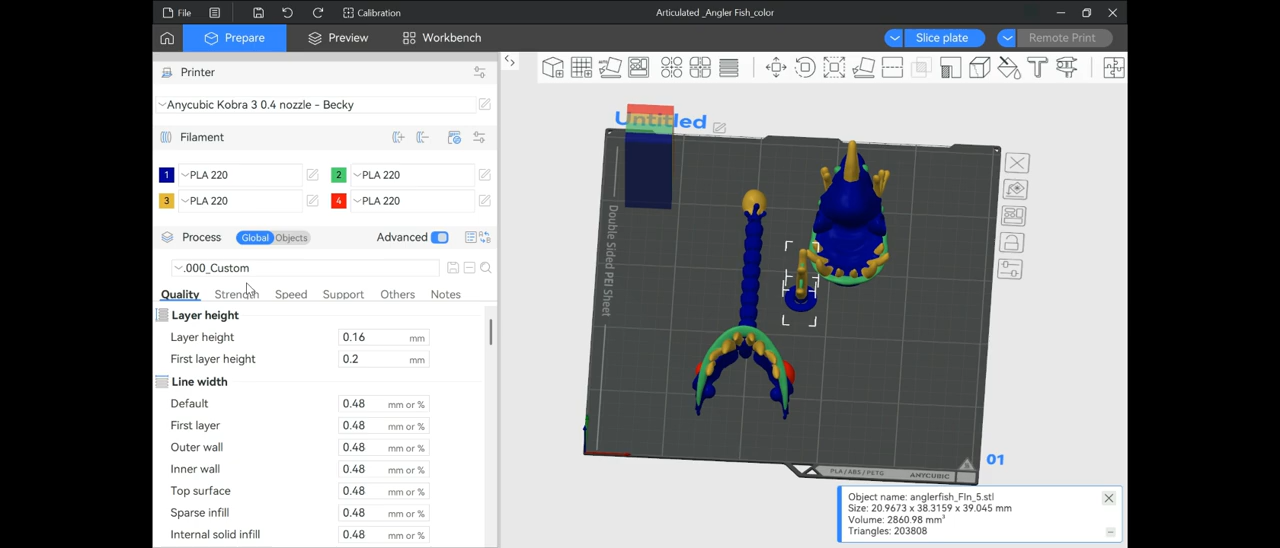 File
Calibration
Articulated _Angler Fish_color
Prepare
Preview
Workbench
Slice plate
Remote Print
Printer
Anycubic Kobra 3 0.4 nozzle - Becky
Filament
1 PLA 220
2 PLA 220
3 PLA 220
4 PLA 220
Process Global Objects Advanced
.000_Custom
Quality Strength Speed Support Others Notes
Layer height
Layer height 0.16 mm
First layer height 0.2 mm
Line width
Default 0.48 mm or %
First layer 0.48 mm or %
Outer wall 0.48 mm or %
Inner wall 0.48 mm or %
Top surface 0.48 mm or %
Sparse infill 0.48 mm or %
Internal solid infill 0.48 mm or %
Untitled
Double Sided PEI Sheet
PLA/ABS/PETG ANYCUBIC
01
Object name: anglerfish_FIn_5.stl
Size: 20.9673 x 38.3159 x 39.045 mm
Volume: 2860.98 mm³
Triangles: 203808